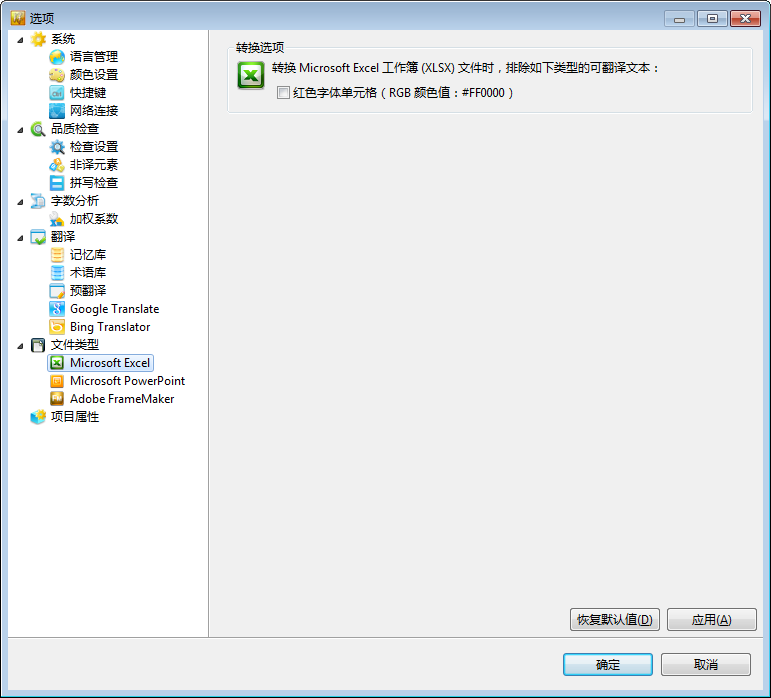 选项
系统
语言管理
颜色设置
快捷键
网络连接
品质检查
检查设置
非译元素
拼写检查
字数分析
加权系数
翻译
记忆库
术语库
预翻译
Google Translate
Bing Translator
文件类型
Microsoft Excel
Microsoft PowerPoint
Adobe FrameMaker
项目属性
转换选项
转换 Microsoft Excel 工作簿 (XLSX) 文件时，排除如下类型的可翻译文本：
红色字体单元格（RGB 颜色值：#FF0000 ）
恢复默认值(D) 应用(A)
确定 取消